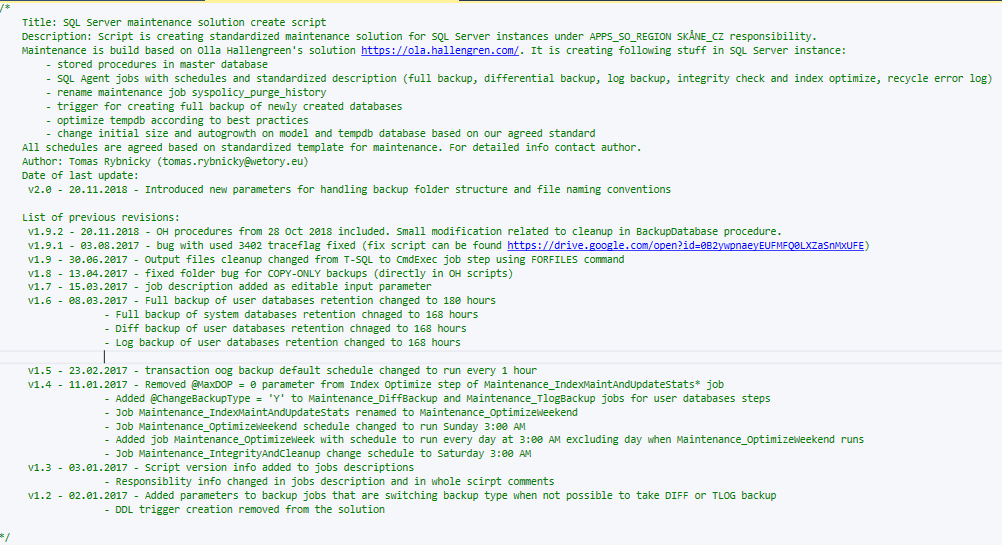 /*
Title: SQL Server maintenance solution create script
Description: Script is creating standardized maintenance solution for SQL Server instances under APPS_SO_REGION SKÅNE_CZ responsibility.
Maintenance is build based on Olla Hallengreen's solution https://ola.hallengren.com/. It is creating following stuff in SQL Server instance:
- stored procedures in master database
- SQL Agent jobs with schedules and standardized description (full backup, differential backup, log backup, integrity check and index optimize, recycle error log)
- rename maintenance job syspolicy_purge_history
- trigger for creating full backup of newly created databases
- optimize tempdb according to best practices
- change initial size and autogrowth on model and tempdb database based on our agreed standard
All schedules are agreed based on standardized template for maintenance. For detailed info contact author.
Author: Tomas Rybnicky (tomas.rybnicky@wetory.eu)
Date of last update:
v2.0 - 20.11.2018 - Introduced new parameters for handling backup folder structure and file naming conventions
List of previous revisions:
v1.9.2 - 20.11.2018 - OH procedures from 28 Oct 2018 included. Small modification related to cleanup in BackupDatabase procedure.
v1.9.1 - 03.08.2017 - bug with used 3402 traceflag fixed (fix script can be found https://drive.google.com/open?id=0B2ywpnaeyEUFMFQ0LXZaSnMxUFE)
v1.9 - 30.06.2017 - Output files cleanup changed from T-SQL to CmdExec job step using FORFILES command
v1.8 - 13.04.2017 - fixed folder bug for COPY-ONLY backups (directly in OH scripts)
v1.7 - 15.03.2017 - job description added as editable input parameter
v1.6 - 08.03.2017 - Full backup of user databases retention changed to 180 hours
- Full backup of system databases retention chnaged to 168 hours
- Diff backup of user databases retention chnaged to 168 hours
- Log backup of user databases retention changed to 168 hours
v1.5 - 23.02.2017 - transaction oog backup default schedule changed to run every 1 hour
v1.4 - 11.01.2017 - Removed @MaxDOP = 0 parameter from Index Optimize step of Maintenance_IndexMaintAndUpdateStats* job
- Added @ChangeBackupType = 'Y' to Maintenance_DiffBackup and Maintenance_TlogBackup jobs for user databases steps
- Job Maintenance_IndexMaintAndUpdateStats renamed to Maintenance_OptimizeWeekend
- Job Maintenance_OptimizeWeekend schedule changed to run Sunday 3:00 AM
- Added job Maintenance_OptimizeWeek with schedule to run every day at 3:00 AM excluding day when Maintenance_OptimizeWeekend runs
- Job Maintenance_IntegrityAndCleanup change schedule to Saturday 3:00 AM
v1.3 - 03.01.2017 - Script version info added to jobs descriptions
- Responsiblity info changed in jobs description and in whole scirpt comments
v1.2 - 02.01.2017 - Added parameters to backup jobs that are switching backup type when not possible to take DIFF or TLOG backup
- DDL trigger creation removed from the solution
*/